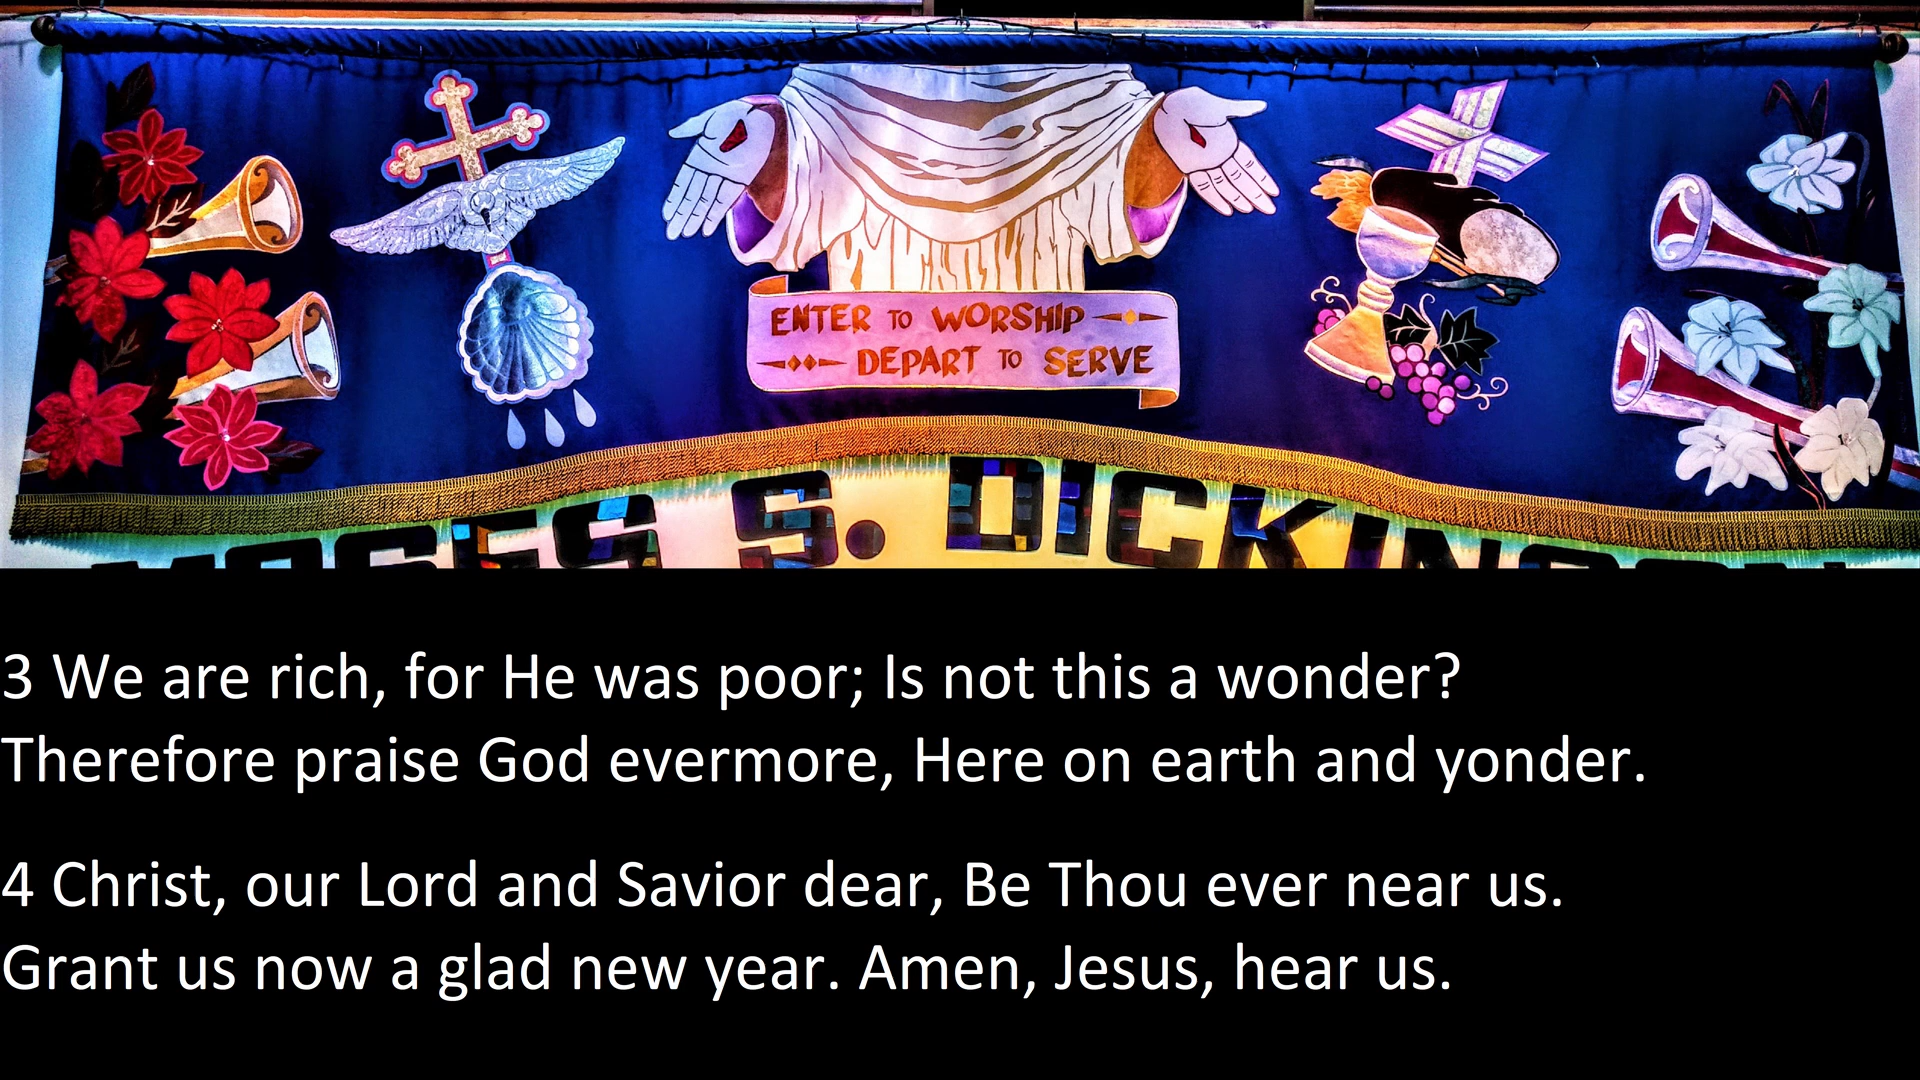 ENTER TO WORSHIP
DEPART TO SERVE
MOSES S. DICKINSON
3 We are rich, for He was poor; Is not this a wonder?
Therefore praise God evermore, Here on earth and yonder.
4 Christ, our Lord and Savior dear, Be Thou ever near us.
Grant us now a glad new year. Amen, Jesus, hear us.